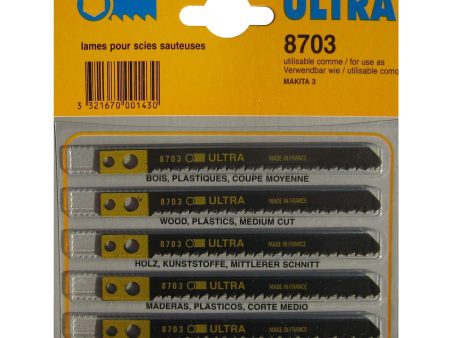 ULTRA
8703
lames pour scies sauteuses
utilisable comme / for use as
Verwendbar wie / utilisable como
MAKITA 3
3 321670 001430
8703 ULTRA MADE IN FRANCE
BOIS, PLASTIQUES, COUPE MOYENNE
8703 ULTRA MADE IN FRANCE
WOOD, PLASTICS, MEDIUM CUT
8703 ULTRA MADE IN FRANCE
HOLZ, KUNSTSTOFFE, MITTLERER SCHNITT
8703 ULTRA MADE IN FRANCE
MADERAS, PLASTICOS, CORTE MEDIO
8703 ULTRA MADE IN FRANCE